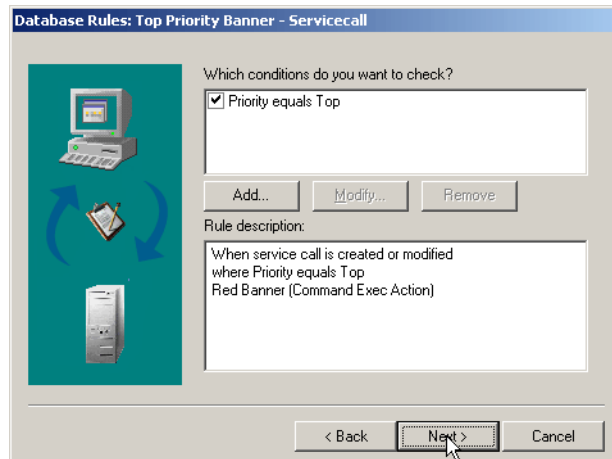 Database Rules: Top Priority Banner - Servicecall
Which conditions do you want to check?
Priority equals Top
Add... Modify... Remove
Rule description:
When service call is created or modified
where Priority equals Top
Red Banner (Command Exec Action)
< Back Next > Cancel